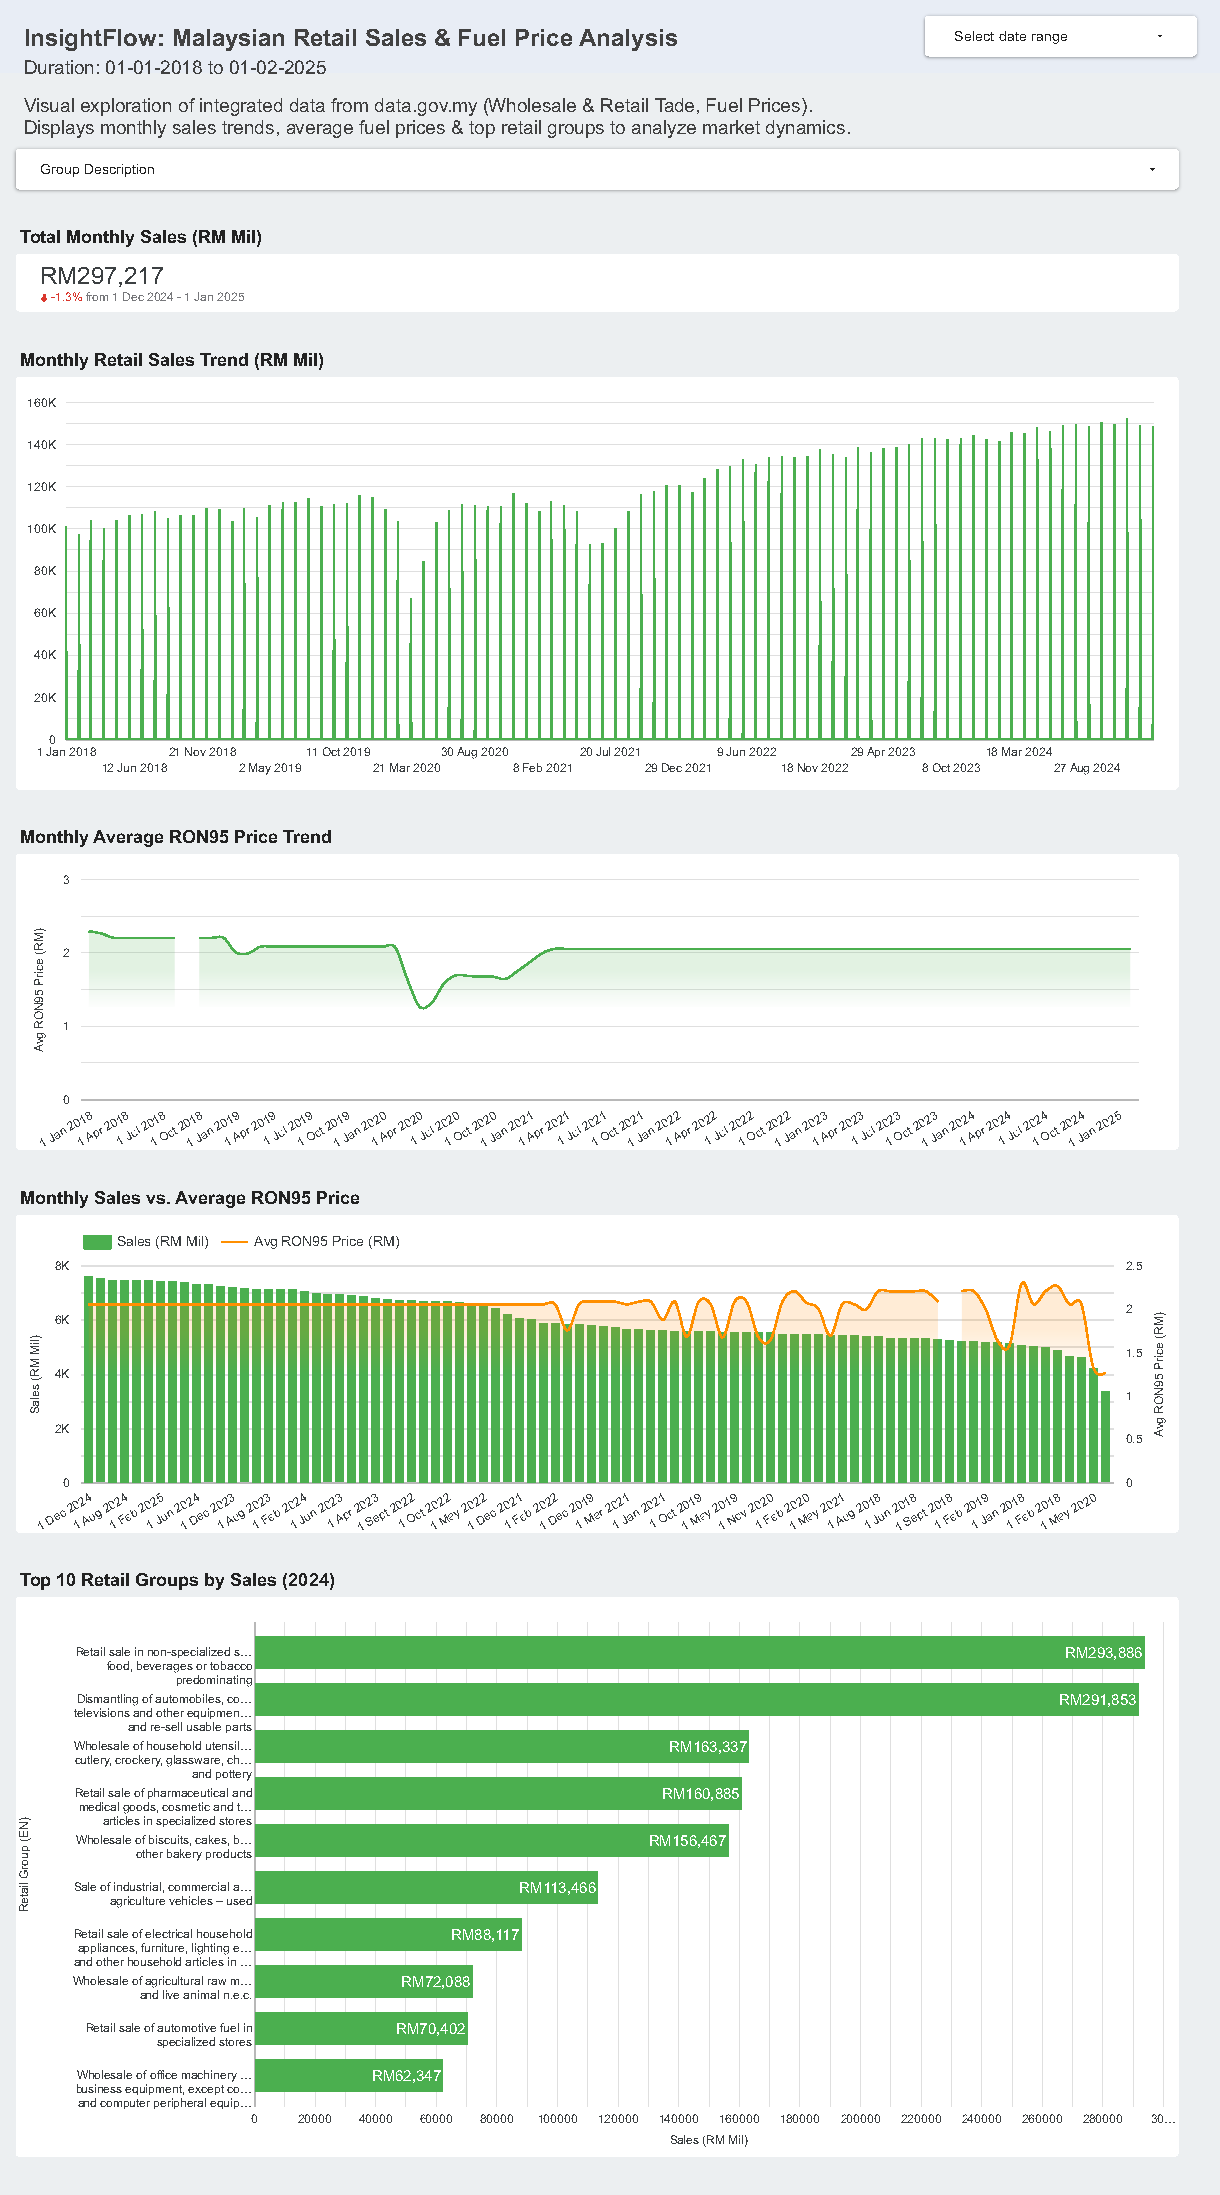 InsightFlow: Malaysian Retail Sales & Fuel Price Analysis
Select date range
Duration: 01-01-2018 to 01-02-2025
Visual exploration of integrated data from data.gov.my (Wholesale & Retail Tade, Fuel Prices).
Displays monthly sales trends, average fuel prices & top retail groups to analyze market dynamics.
Group Description
Total Monthly Sales (RM Mil)
RM297,217
-1.3% from 1 Dec 2024 - 1 Jan 2025
Monthly Retail Sales Trend (RM Mil)
160K
140K
120K
100K
80K
60K
40K
20K
0
1 Jan 2018 21 Nov 2018 11 Oct 2019 30 Aug 2020 20 Jul 2021 9 Jun 2022 29 Apr 2023 18 Mar 2024
12 Jun 2018 2 May 2019 21 Mar 2020 8 Feb 2021 29 Dec 2021 18 Nov 2022 8 Oct 2023 27 Aug 2024
Monthly Average RON95 Price Trend
Avg RON95 Price (RM)
3
2
1
0
1 Jan 2018 1 Apr 2018 1 Jul 2018 1 Oct 2018 1 Jan 2019 1 Apr 2019 1 Jul 2019 1 Oct 2019 1 Jan 2020 1 Apr 2020 1 Jul 2020 1 Oct 2020 1 Jan 2021 1 Apr 2021 1 Jul 2021 1 Oct 2021 1 Jan 2022 1 Apr 2022 1 Jul 2022 1 Oct 2022 1 Jan 2023 1 Apr 2023 1 Jul 2023 1 Oct 2023 1 Jan 2024 1 Apr 2024 1 Jul 2024 1 Oct 2024 1 Jan 2025
Monthly Sales vs. Average RON95 Price
Sales (RM Mil) Avg RON95 Price (RM)
Sales (RM Mil)
8K
6K
4K
2K
0
2.5
2
1.5
1
0.5
0
Avg RON95 Price (RM)
1 Dec 2024 1 Aug 2024 1 Feb 2025 1 Jun 2024 1 Dec 2023 1 Aug 2023 1 Feb 2024 1 Jun 2023 1 Apr 2023 1 Sept 2022 1 Oct 2022 1 May 2022 1 Dec 2021 1 Feb 2022 1 Dec 2019 1 Mar 2021 1 Jan 2021 1 Oct 2019 1 May 2019 1 Nov 2020 1 Feb 2020 1 May 2021 1 Aug 2018 1 Jun 2018 1 Sept 2018 1 Feb 2019 1 Jan 2018 1 Feb 2018 1 May 2020
Top 10 Retail Groups by Sales (2024)
Retail Group (EN)
Retail sale in non-specialized s…
food, beverages or tobacco
predominating
RM293,886
Dismantling of automobiles, co…
televisions and other equipmen…
and re-sell usable parts
RM291,853
Wholesale of household utensil…
cutlery, crockery, glassware, ch…
and pottery
RM163,337
Retail sale of pharmaceutical and
medical goods, cosmetic and t…
articles in specialized stores
RM160,885
Wholesale of biscuits, cakes, b…
other bakery products
RM156,467
Sale of industrial, commercial a…
agriculture vehicles – used
RM113,466
Retail sale of electrical household
appliances, furniture, lighting e…
and other household articles in …
RM88,117
Wholesale of agricultural raw m…
and live animal n.e.c.
RM72,088
Retail sale of automotive fuel in
specialized stores
RM70,402
Wholesale of office machinery …
business equipment, except co…
and computer peripheral equip…
RM62,347
0 20000 40000 60000 80000 100000 120000 140000 160000 180000 200000 220000 240000 260000 280000 30…
Sales (RM Mil)